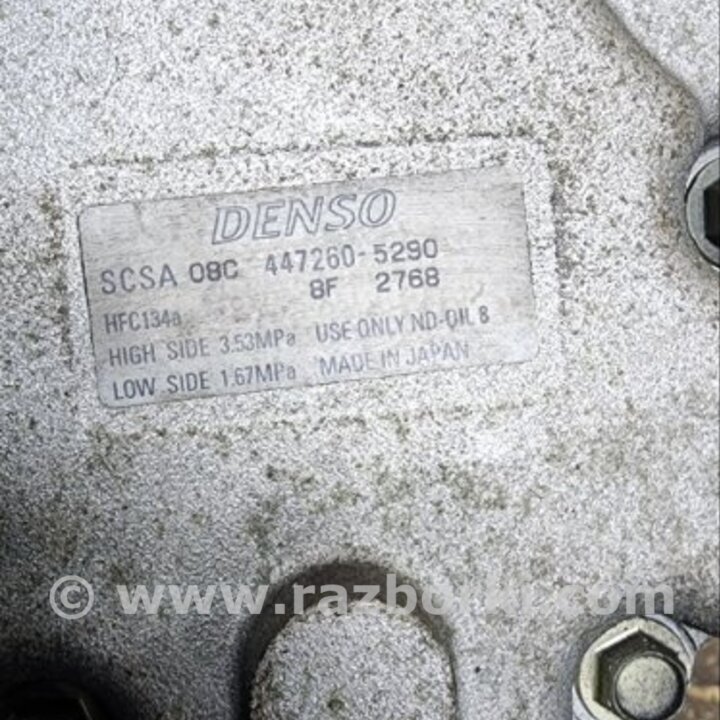 DENSO
SCSA 08C 447260-5290
8F 2768
HFC134a
HIGH SIDE 3.53MPa USE ONLY ND-OIL 8
LOW SIDE 1.67MPa MADE IN JAPAN
© www.razborki.com